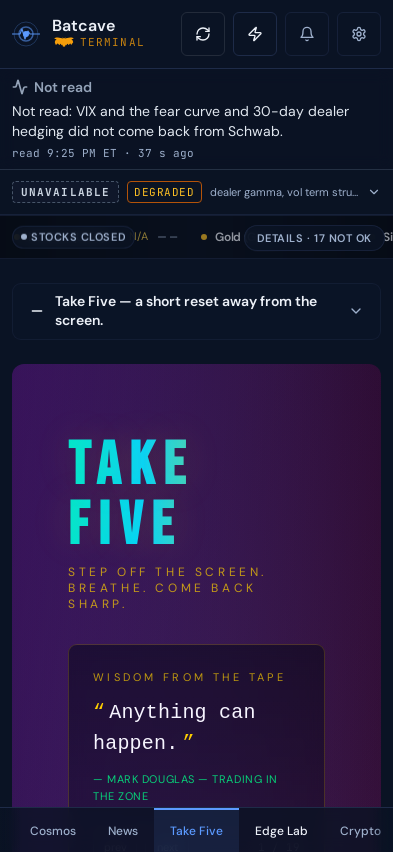 Batcave
TERMINAL
Not read
Not read: VIX and the fear curve and 30-day dealer
hedging did not come back from Schwab.
read 9:25 PM ET · 37 s ago
UNAVAILABLE DEGRADED dealer gamma, vol term stru…
STOCKS CLOSED —— Gold DETAILS · 17 NOT OK Si
Take Five — a short reset away from the
screen.
TAKE
FIVE
STEP OFF THE SCREEN.
BREATHE. COME BACK
SHARP.
WISDOM FROM THE TAPE
“Anything can
happen.”
— MARK DOUGLAS — TRADING IN
THE ZONE
Cosmos News Take Five Edge Lab Crypto